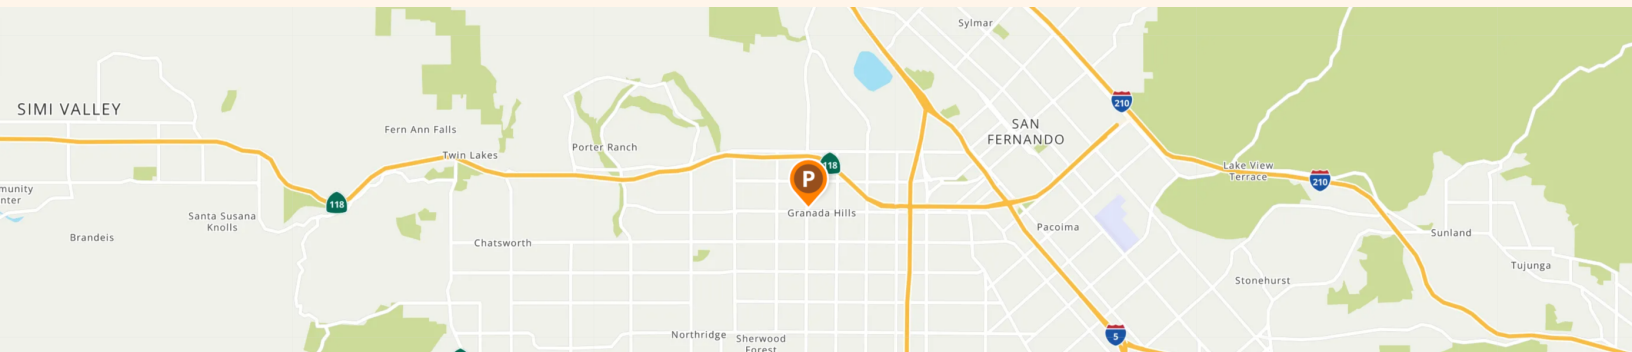 Sylmar
210
SIMI VALLEY
SAN
FERNANDO
Fern Ann Falls
Porter Ranch
Twin Lakes
118
P
Lake View
Terrace
210
munity
nter
118
Santa Susana
Knolls
Granada Hills
Pacoima
Brandeis
Chatsworth
Sunland
Tujunga
Stonehurst
Northridge
Sherwood
Forest
5